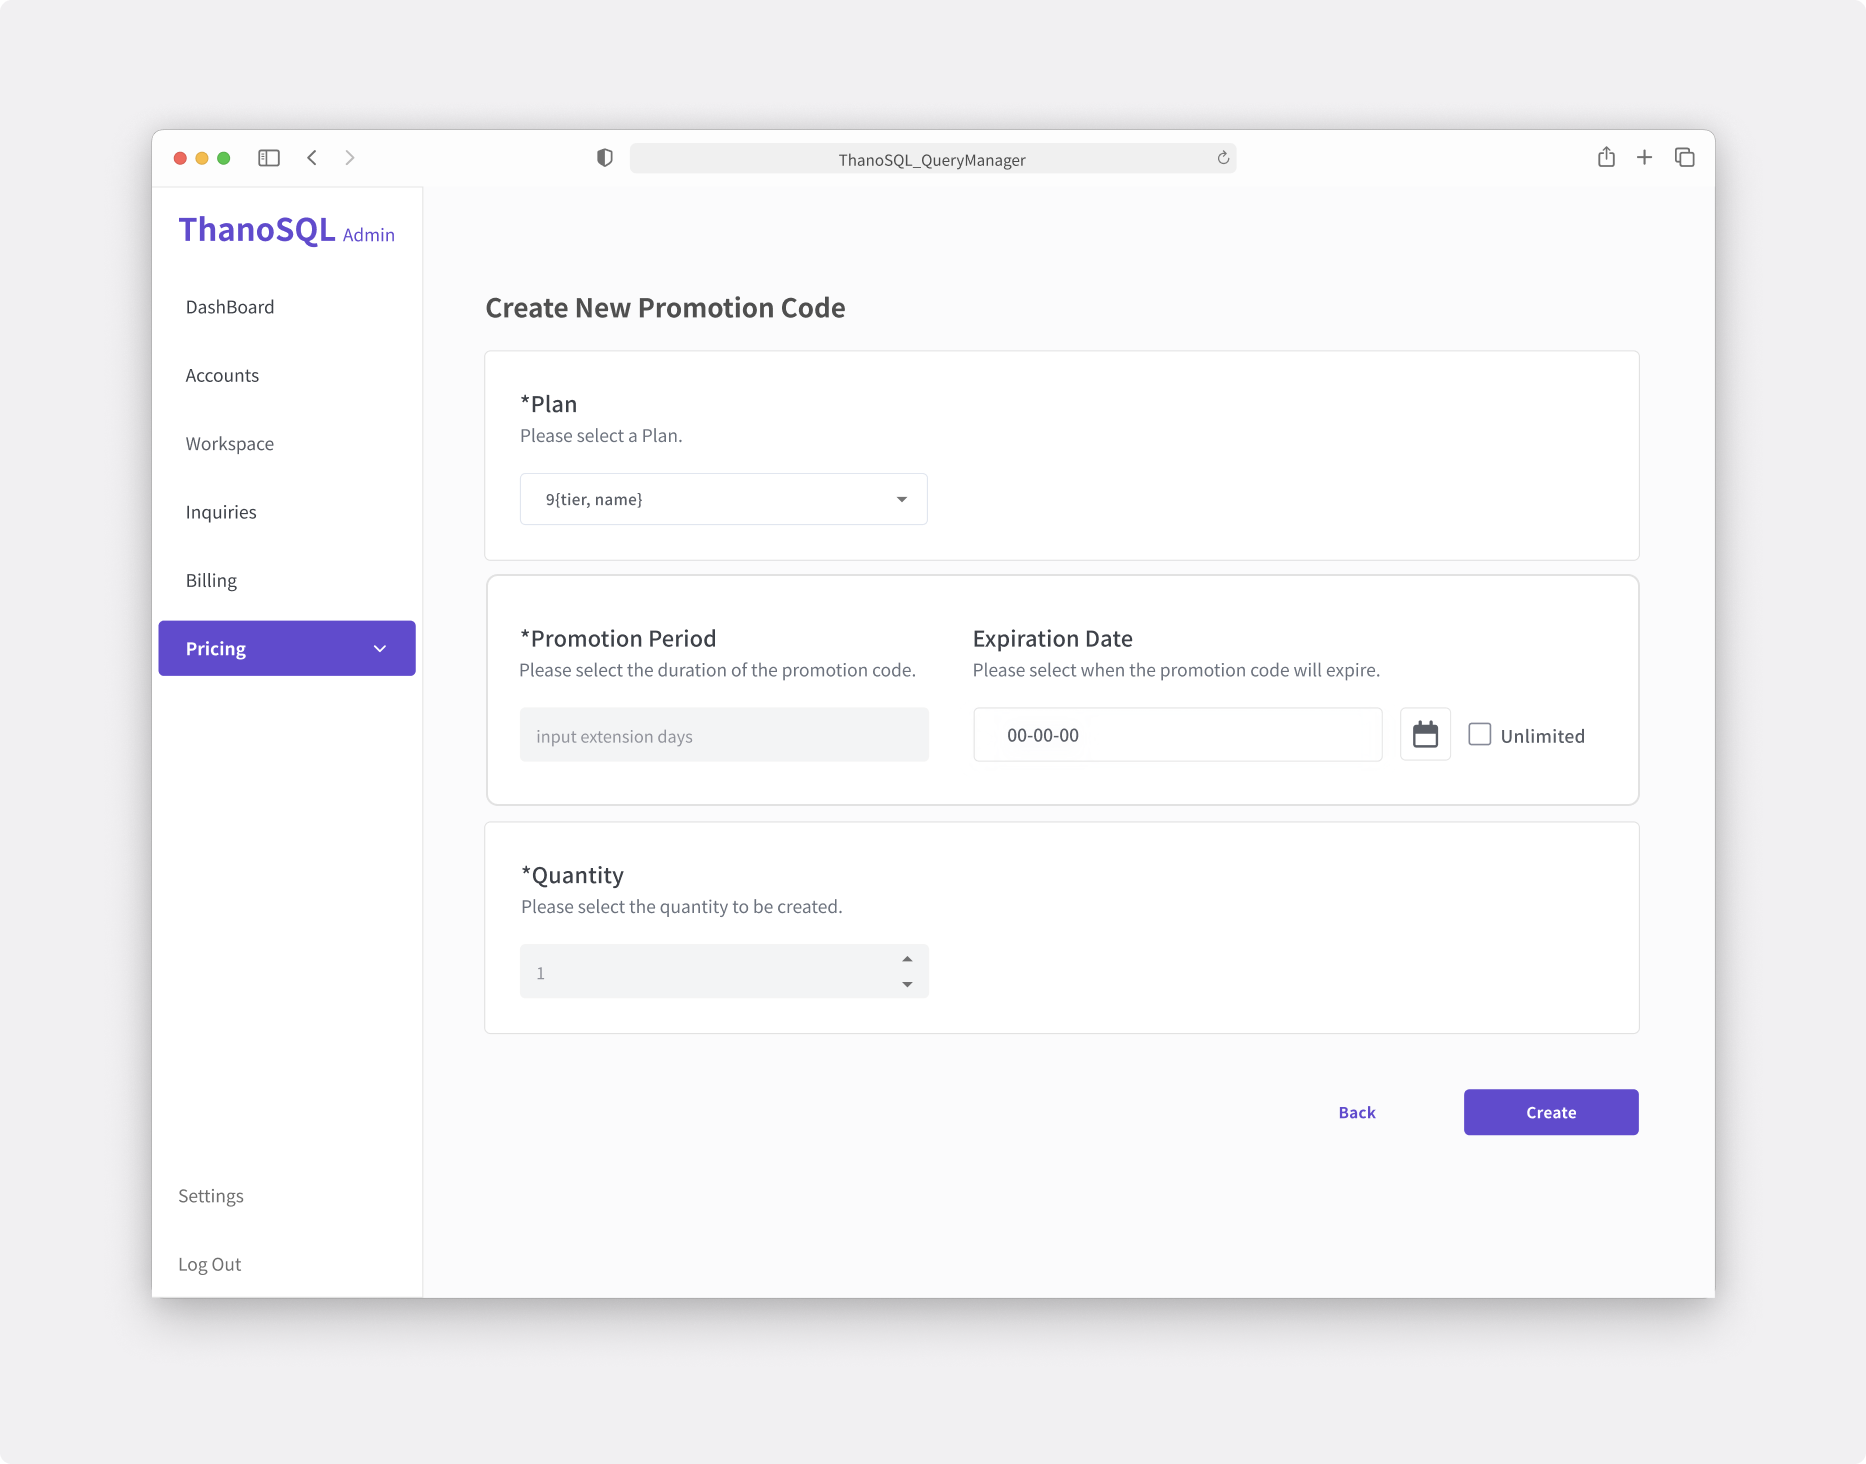 ThanoSQL_QueryManager
ThanoSQL Admin
DashBoard
Accounts
Workspace
Inquiries
Billing
Pricing
Settings
Log Out
Create New Promotion Code
*Plan
Please select a Plan.
9{tier, name}
*Promotion Period
Please select the duration of the promotion code.
input extension days
Expiration Date
Please select when the promotion code will expire.
00-00-00
Unlimited
*Quantity
Please select the quantity to be created.
1
Back
Create